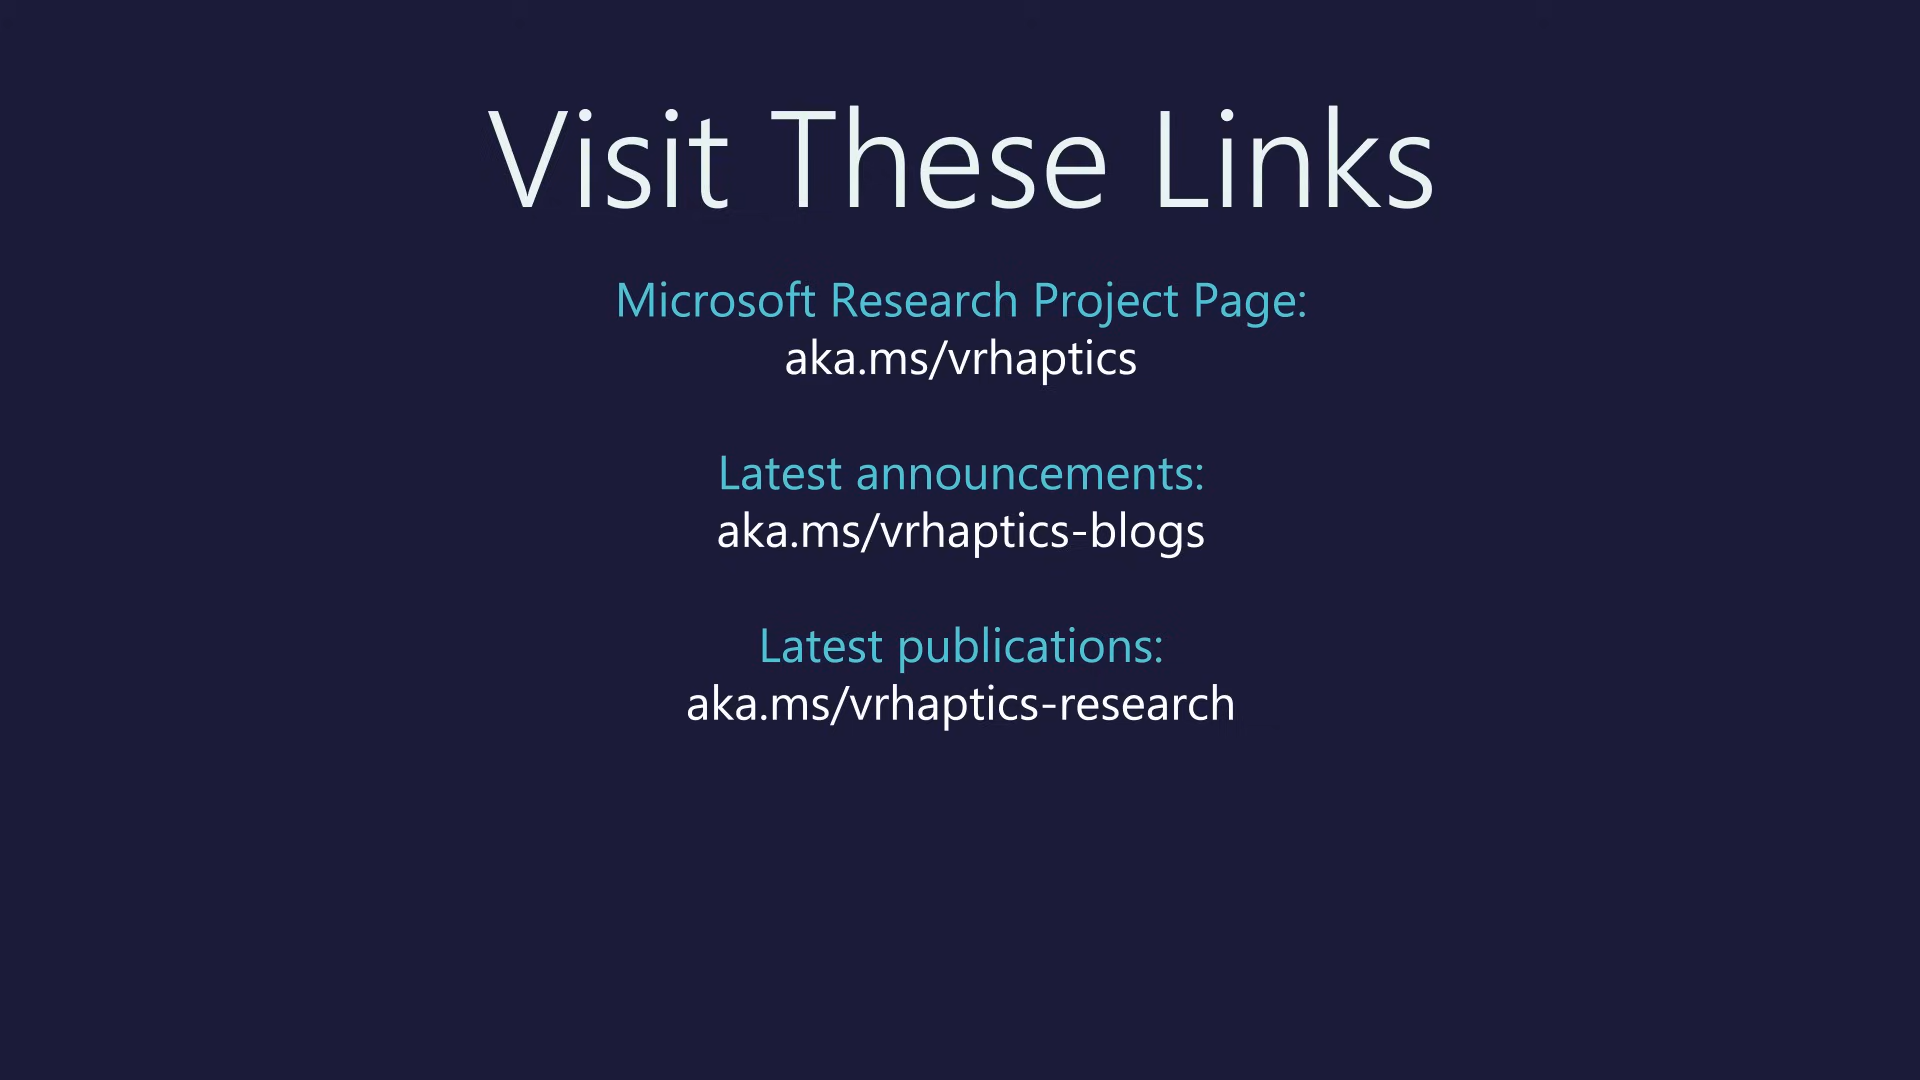 Visit These Links
Microsoft Research Project Page:
aka.ms/vrhaptics
Latest announcements:
aka.ms/vrhaptics-blogs
Latest publications:
aka.ms/vrhaptics-research